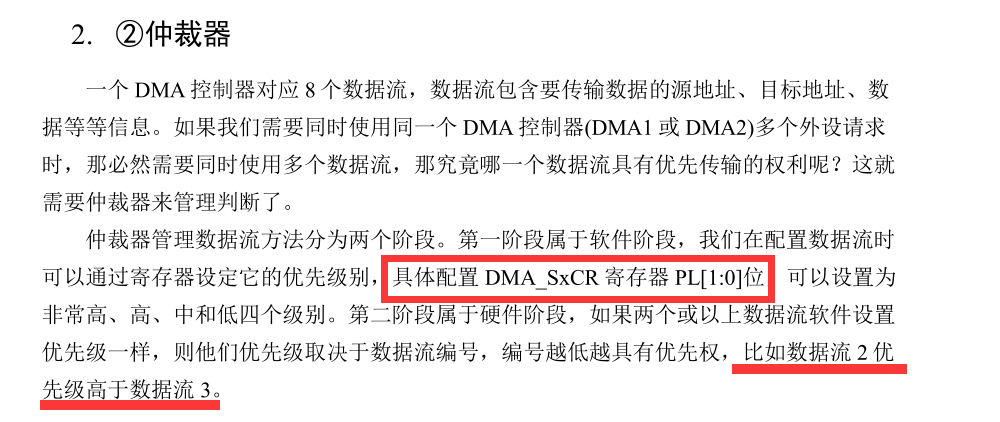 2. ②仲裁器
一个 DMA 控制器对应 8 个数据流，数据流包含要传输数据的源地址、目标地址、数
据等等信息。如果我们需要同时使用同一个 DMA 控制器(DMA1 或 DMA2)多个外设请求
时，那必然需要同时使用多个数据流，那究竟哪一个数据流具有优先传输的权利呢？这就
需要仲裁器来管理判断了。
仲裁器管理数据流方法分为两个阶段。第一阶段属于软件阶段，我们在配置数据流时
可以通过寄存器设定它的优先级别，具体配置 DMA_SxCR 寄存器 PL[1:0]位 可以设置为
非常高、高、中和低四个级别。第二阶段属于硬件阶段，如果两个或以上数据流软件设置
优先级一样，则他们优先级取决于数据流编号，编号越低越具有优先权，比如数据流 2 优
先级高于数据流 3。